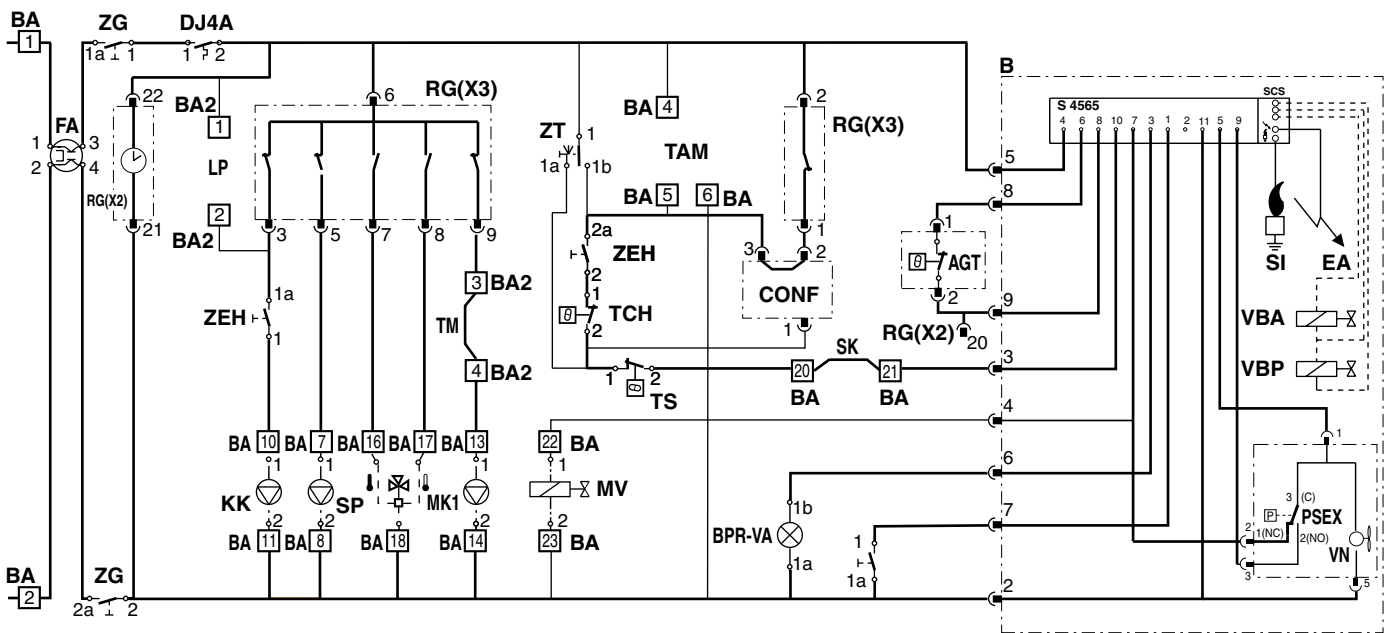 BA ZG DJ4A
1 1a 1 1 2
B
6 RG(X3)
22 BA2 BA 4 2 SCS
S 4565
4 6 8 10 7 3 1 2 11 5 9
FA 1 3 1 RG(X3)
ZT 1
LP TAM
2 4 1a 1b 5
RG(X2) BA 5 6 BA 8
2 21 3 5 7 8 9 2a 1 1
BA2 3 2
ZEH AGT SI EA
1a 3 BA2 2 CONF 2
ZEH 1 TCH 9 VBA
θ θ
1 TM 2 1 RG(X2) 20
SK
4 BA2 1 2 20 21 3 VBP
TS BA BA
4
BA 10 BA 7 BA 16 BA 17 BA 13 22 BA 1
1 1 1 1 6
1b 3 (C)
KK SP MK1 MV P PSEX
7
BPR-VA 1 2 1(NC) 2(NO) VN
2 2 2 2
BA 11 BA 8 BA 18 BA 14 23 BA
1a 1a 3
BA ZG 2 5
2 2a 2